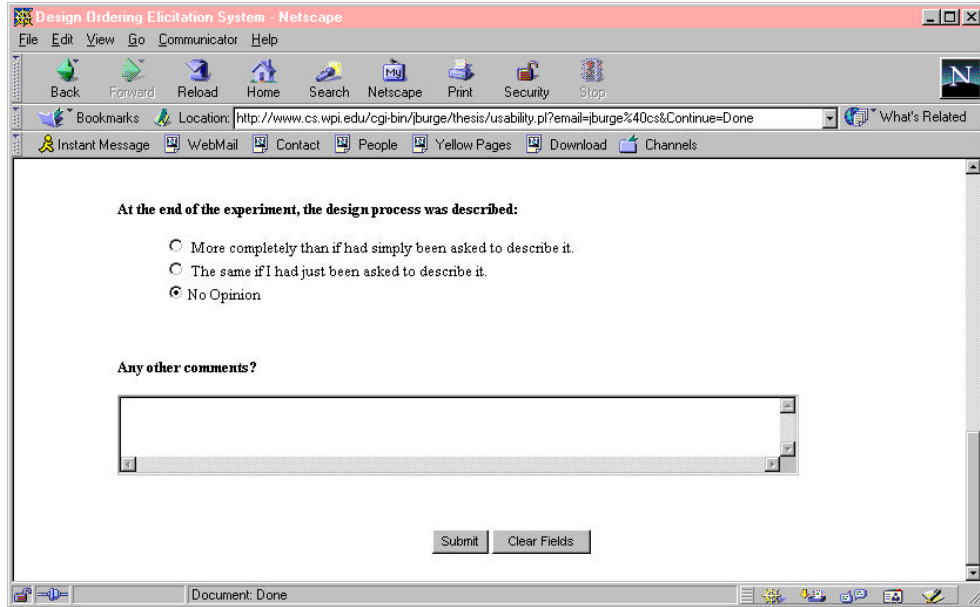 Design Ordering Elicitation System - Netscape
File Edit View Go Communicator Help
My
N
Back Forward Reload Home Search Netscape Print Security Stop
Bookmarks Location: http://www.cs.wpi.edu/cgi-bin/jburge/thesis/usability.pl?email=jburge%40cs&Continue=Done What's Related
Instant Message WebMail Contact People Yellow Pages Download Channels
At the end of the experiment, the design process was described:
More completely than if had simply been asked to describe it.
The same if I had just been asked to describe it.
No Opinion
Any other comments?
Submit Clear Fields
Document: Done